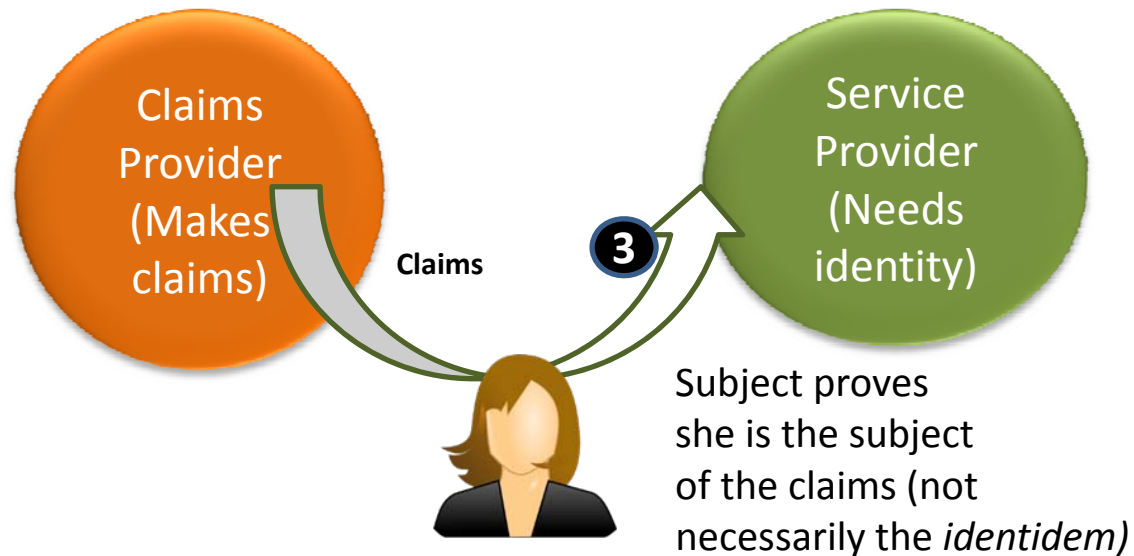 Claims
Provider
(Makes
claims)
Claims
3
Service
Provider
(Needs
identity)
Subject proves
she is the subject
of the claims (not
necessarily the identidem)